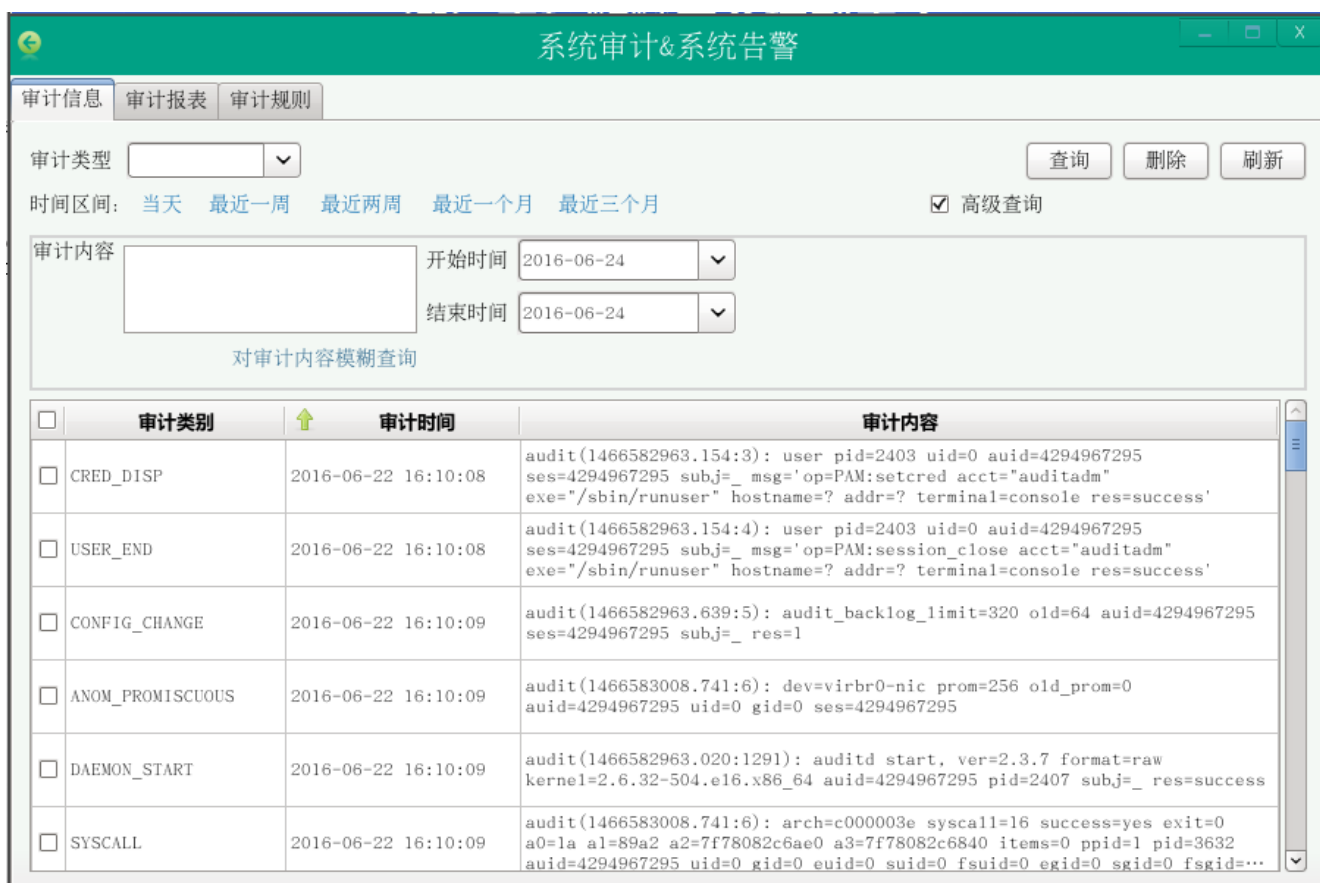 系统审计&系统告警
审计信息 审计报表 审计规则
审计类型 查询 删除 刷新
时间区间: 当天 最近一周 最近两周 最近一个月 最近三个月 高级查询
审计内容 开始时间 2016-06-24
结束时间 2016-06-24
对审计内容模糊查询
审计类别 审计时间 审计内容
CRED_DISP 2016-06-22 16:10:08 audit(1466582963.154:3): user pid=2403 uid=0 auid=4294967295
ses=4294967295 subj=_ msg='op=PAM:setcred acct="auditadm"
exe="/sbin/runuser" hostname=? addr=? terminal=console res=success'
USER_END 2016-06-22 16:10:08 audit(1466582963.154:4): user pid=2403 uid=0 auid=4294967295
ses=4294967295 subj=_ msg='op=PAM:session_close acct="auditadm"
exe="/sbin/runuser" hostname=? addr=? terminal=console res=success'
CONFIG_CHANGE 2016-06-22 16:10:09 audit(1466582963.639:5): audit_backlog_limit=320 old=64 auid=4294967295
ses=4294967295 subj=_ res=1
ANOM_PROMISCUOUS 2016-06-22 16:10:09 audit(1466583008.741:6): dev=virbr0-nic prom=256 old_prom=0
auid=4294967295 uid=0 gid=0 ses=4294967295
DAEMON_START 2016-06-22 16:10:09 audit(1466582963.020:1291): auditd start, ver=2.3.7 format=raw
kernel=2.6.32-504.el6.x86_64 auid=4294967295 pid=2407 subj=_ res=success
SYSCALL 2016-06-22 16:10:09 audit(1466583008.741:6): arch=c000003e syscall=16 success=yes exit=0
a0=1a a1=89a2 a2=7f78082c6ae0 a3=7f78082c6840 items=0 ppid=1 pid=3632
auid=4294967295 uid=0 gid=0 euid=0 suid=0 fsuid=0 egid=0 sgid=0 fsgid=…